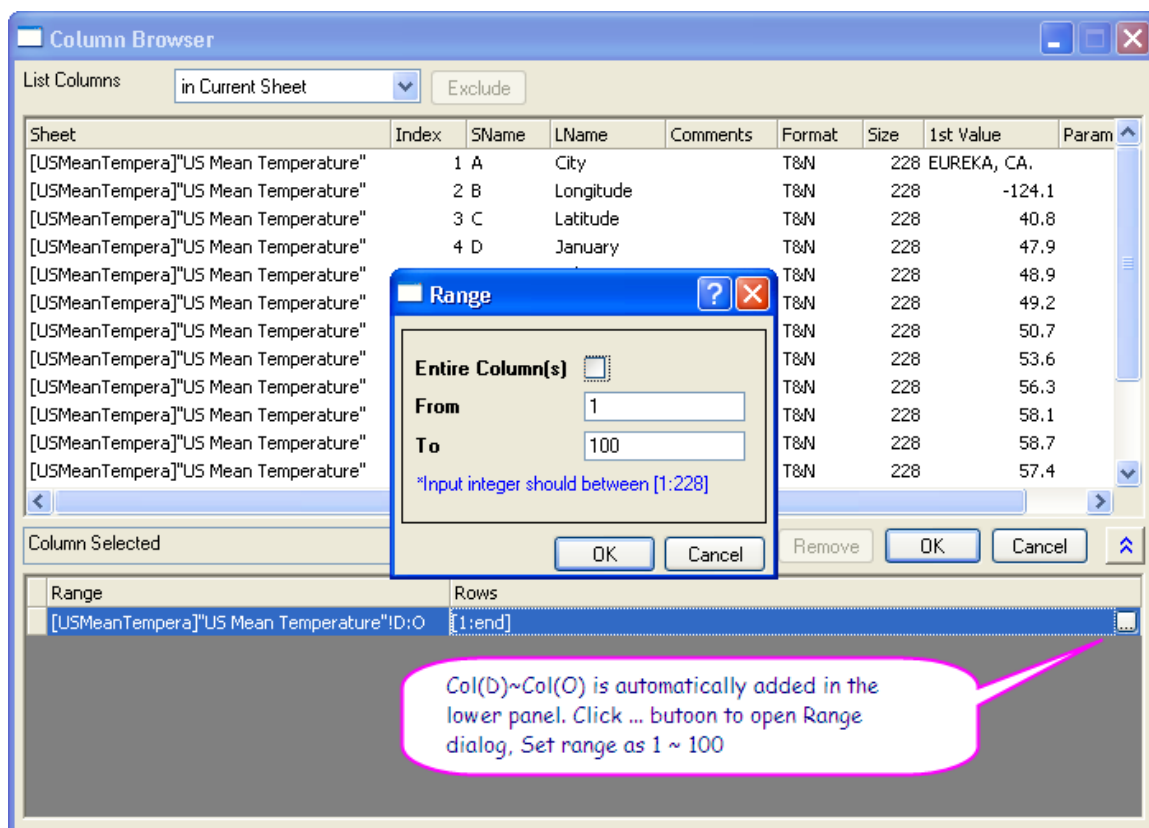 Column Browser
List Columns in Current Sheet Exclude
Sheet Index SName LName Comments Format Size 1st Value Param
[USMeanTempera]"US Mean Temperature" 1 A City T&N 228 EUREKA, CA.
[USMeanTempera]"US Mean Temperature" 2 B Longitude T&N 228 -124.1
[USMeanTempera]"US Mean Temperature" 3 C Latitude T&N 228 40.8
[USMeanTempera]"US Mean Temperature" 4 D January T&N 228 47.9
[USMeanTempera]"US Mean Temperature" T&N 228 48.9
[USMeanTempera]"US Mean Temperature" T&N 228 49.2
[USMeanTempera]"US Mean Temperature" T&N 228 50.7
[USMeanTempera]"US Mean Temperature" T&N 228 53.6
[USMeanTempera]"US Mean Temperature" T&N 228 56.3
[USMeanTempera]"US Mean Temperature" T&N 228 58.1
[USMeanTempera]"US Mean Temperature" T&N 228 58.7
[USMeanTempera]"US Mean Temperature" T&N 228 57.4
Range
Entire Column(s)
From 1
To 100
*Input integer should between [1:228]
OK Cancel
Column Selected Remove OK Cancel
Range Rows
[USMeanTempera]"US Mean Temperature"!D:O [1:end] ...
Col(D)~Col(O) is automatically added in the
lower panel. Click ... butoon to open Range
dialog, Set range as 1 ~ 100